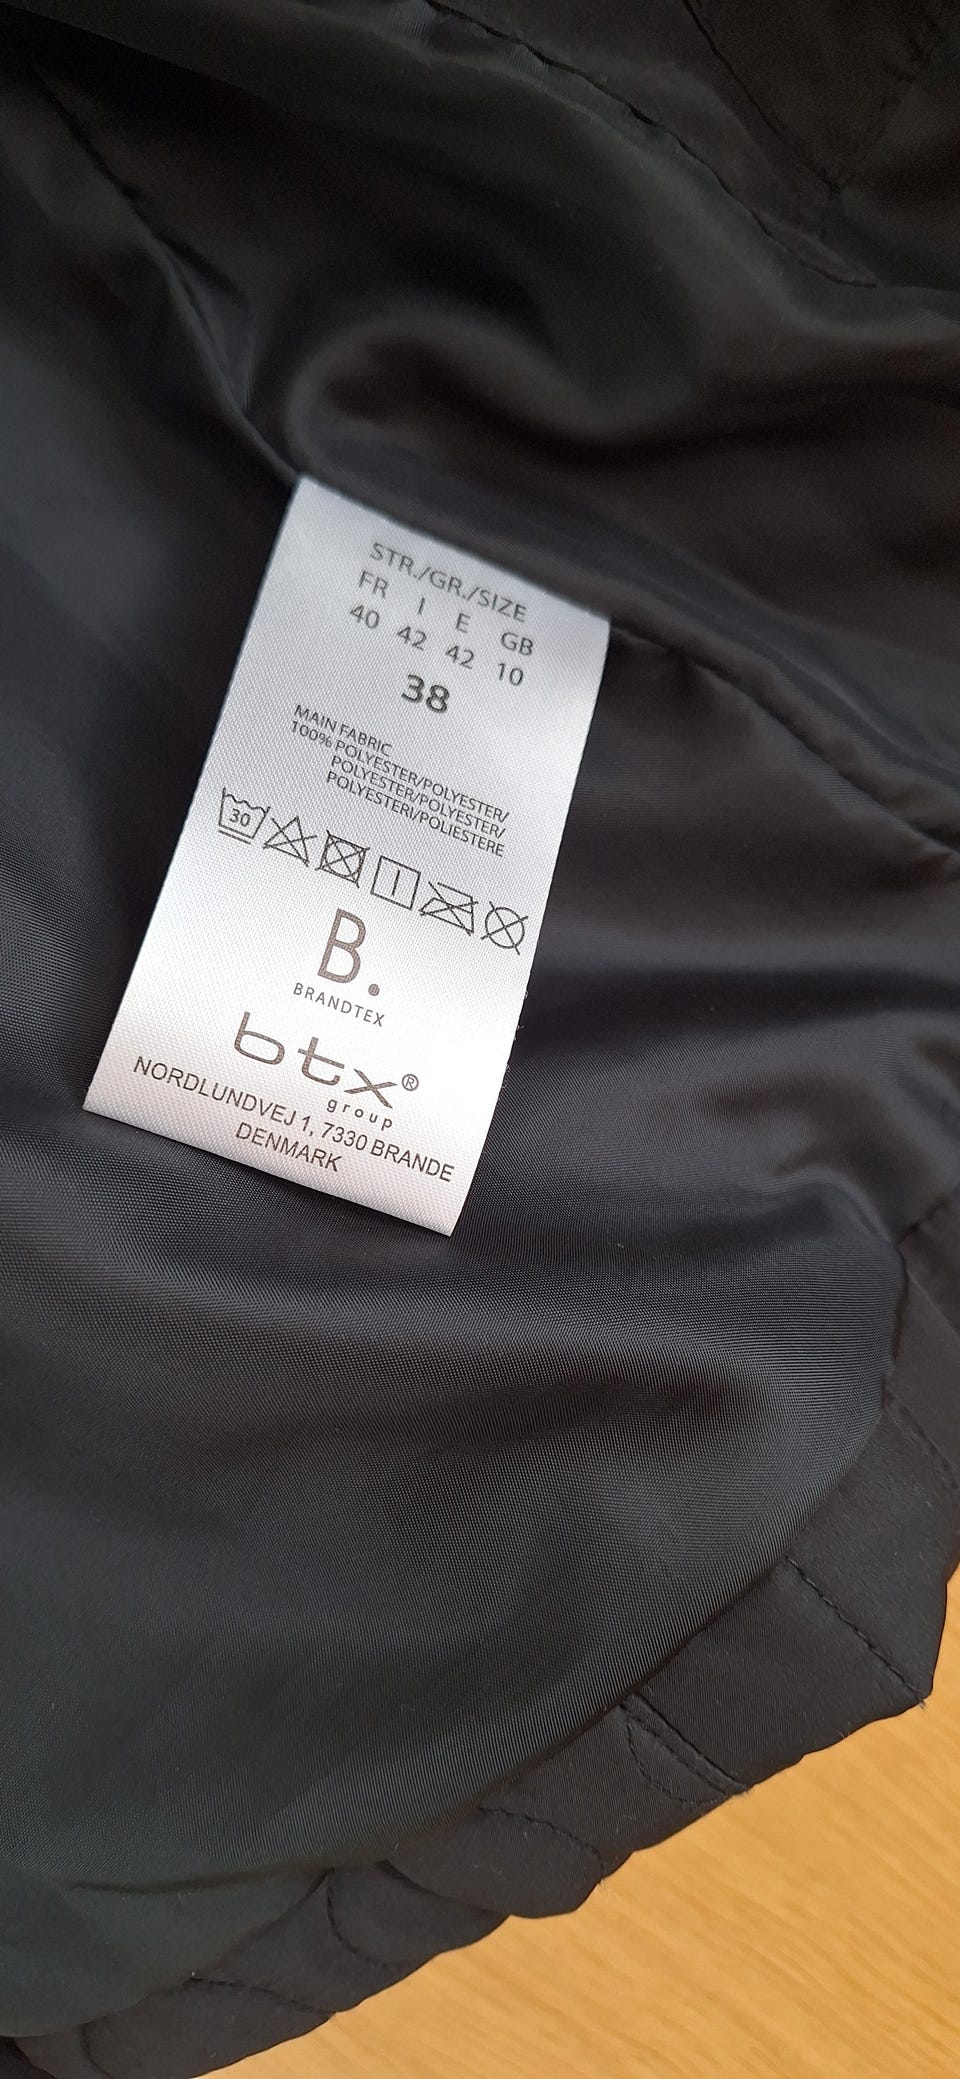 STR./GR./SIZE
FR I E GB
40 42 42 10
38
MAIN FABRIC
100% POLYESTER/POLYESTER/
POLYESTER/POLYESTER/
POLYESTERI/POLIESTERE
30
B.
BRANDTEX
btx®
group
NORDLUNDVEJ 1, 7330 BRANDE
DENMARK